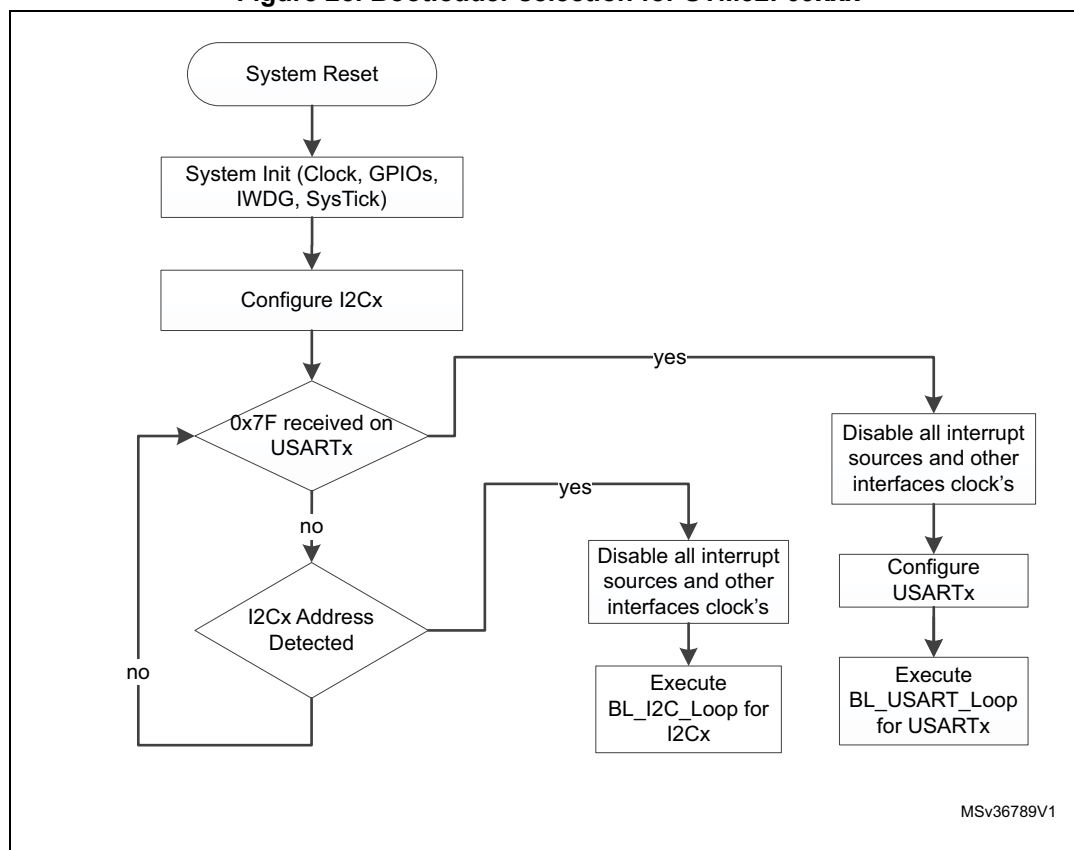 Figure Bootloader selection for
System Reset
System Init (Clock, GPIOs,
IWDG, SysTick)
Configure I2Cx
yes
0x7F received on
USARTx
Disable all interrupt
sources and other
interfaces clock's
yes
no
Disable all interrupt
sources and other
interfaces clock's
Configure
USARTx
I2Cx Address
Detected
no
Execute
BL_I2C_Loop for
I2Cx
Execute
BL_USART_Loop
for USARTx
MSv36789V1